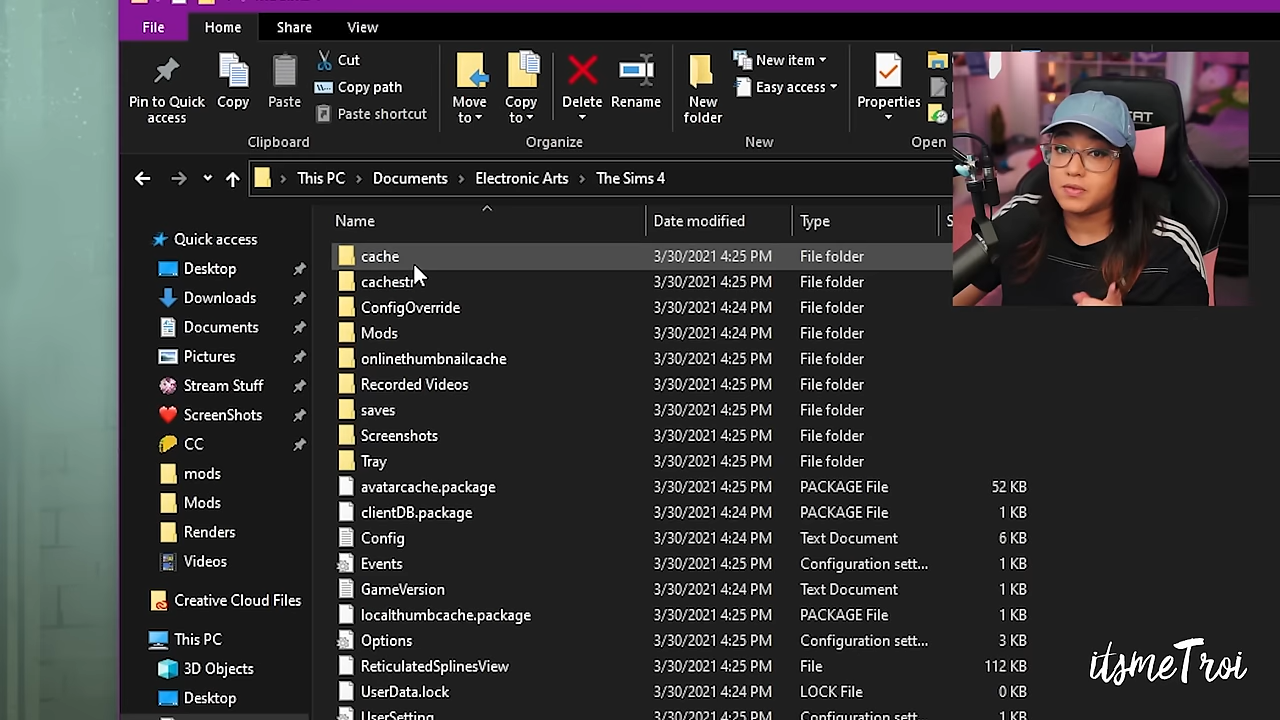 File Home Share View
Pin to Quick access
Copy
Paste
Cut
Copy path
Paste shortcut
Clipboard
Move to
Copy to
Delete
Rename
Organize
New folder
New item
Easy access
New
Properties
Open
This PC > Documents > Electronic Arts > The Sims 4
Name Date modified Type
Quick access
Desktop
Downloads
Documents
Pictures
Stream Stuff
ScreenShots
CC
mods
Mods
Renders
Videos
Creative Cloud Files
This PC
3D Objects
Desktop
cache 3/30/2021 4:25 PM File folder
3/30/2021 4:25 PM File folder
ConfigOverride 3/30/2021 4:24 PM File folder
Mods 3/30/2021 4:24 PM File folder
onlinethumbnailcache 3/30/2021 4:25 PM File folder
Recorded Videos 3/30/2021 4:25 PM File folder
saves 3/30/2021 4:25 PM File folder
Screenshots 3/30/2021 4:25 PM File folder
Tray 3/30/2021 4:25 PM File folder
avatarcache.package 3/30/2021 4:25 PM PACKAGE File 52 KB
clientDB.package 3/30/2021 4:24 PM PACKAGE File 1 KB
Config 3/30/2021 4:24 PM Text Document 6 KB
Events 3/30/2021 4:25 PM Configuration sett... 1 KB
GameVersion 3/30/2021 4:24 PM Text Document 1 KB
localthumbcache.package 3/30/2021 4:25 PM PACKAGE File 1 KB
Options 3/30/2021 4:25 PM Configuration sett... 3 KB
ReticulatedSplinesView 3/30/2021 4:25 PM File 112 KB
UserData.lock 3/30/2021 4:24 PM LOCK File 0 KB
UserSetting 3/30/2021 4:25 PM Configuration sett... 1 KB
itsmeTroi